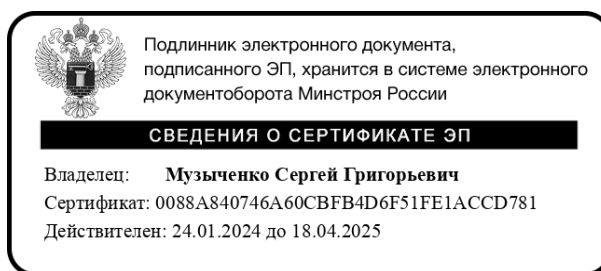 Подлинник электронного документа,
подписанного ЭП, хранится в системе электронного
документоборота Минстроя России
СВЕДЕНИЯ О СЕРТИФИКАТЕ ЭП
Владелец: Музыченко Сергей Григорьевич
Сертификат: 0088A840746A60CBFB4D6F51FE1ACCD781
Действителен: 24.01.2024 до 18.04.2025